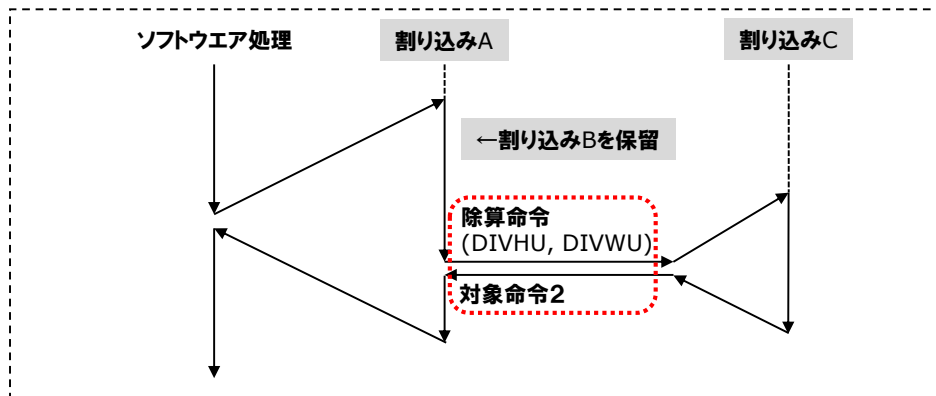 ソフトウエア処理
割り込みA
割り込みC
←割り込みBを保留
除算命令
(DIVHU, DIVWU)
対象命令２